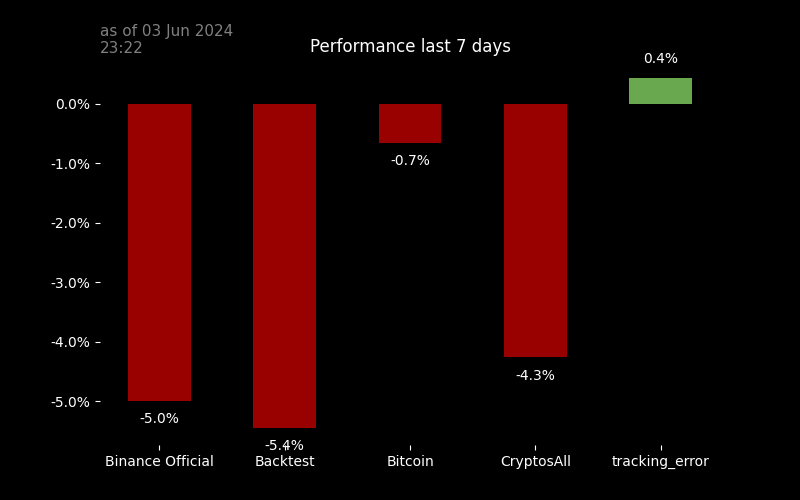 as of 03 Jun 2024
23:22
Performance last 7 days
0.4%
0.0%
-1.0%
-0.7%
-2.0%
-3.0%
-4.0%
-4.3%
-5.0%
-5.0%
-5.4%
Binance Official
Backtest
Bitcoin
CryptosAll
tracking_error